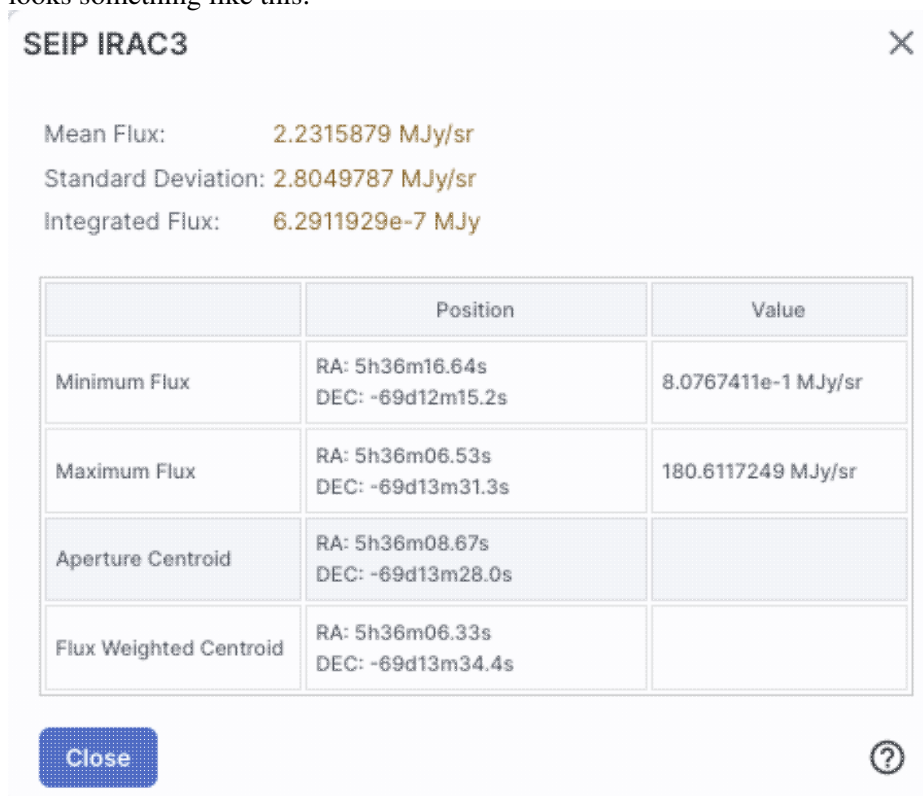 looks something like this:
SEIP IRAC3
Mean Flux: 2.2315879 MJy/sr
Standard Deviation: 2.8049787 MJy/sr
Integrated Flux: 6.2911929e-7 MJy
Position Value
Minimum Flux
RA: 5h36m16.64s
DEC: -69d12m15.2s
8.0767411e-1 MJy/sr
Maximum Flux
RA: 5h36m06.53s
DEC: -69d13m31.3s
180.6117249 MJy/sr
Aperture Centroid
RA: 5h36m08.67s
DEC: -69d13m28.0s
Flux Weighted Centroid
RA: 5h36m06.33s
DEC: -69d13m34.4s
Close
?